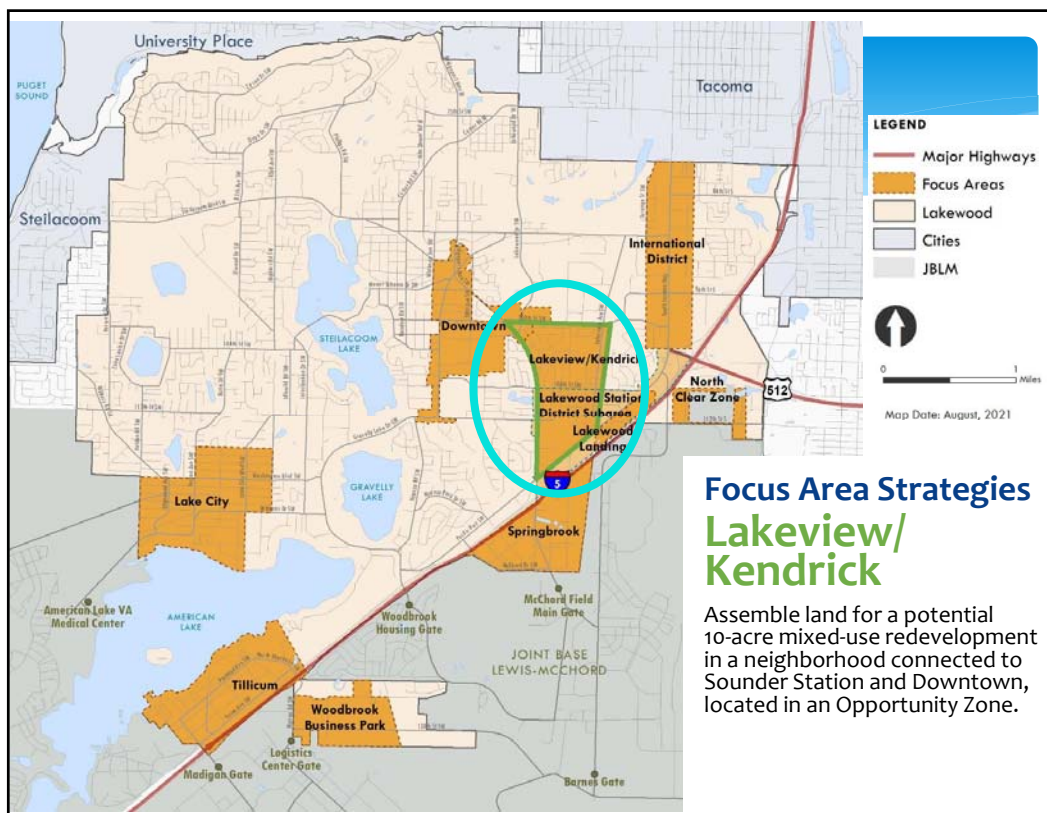 University Place
PUGET
SOUND
Tacoma
Steilacoom
LEGEND
Major Highways
Focus Areas
Lakewood
Cities
JBLM
0
1
Miles
Map Date: August, 2021
International
District
Downtown
STEILACOOM
LAKE
Lakeview/Kendrick
North
Clear Zone
512
Lakewood Station
District Subarea
Lakewood
Landing
5
GRAVELLY
LAKE
Lake City
Springbrook
American Lake VA
Medical Center
AMERICAN
LAKE
Woodbrook
Housing Gate
McChord Field
Main Gate
JOINT BASE
LEWIS-MCCHORD
Tillicum
Woodbrook
Business Park
Logistics
Center Gate
Madigan Gate
Barnes Gate
Focus Area Strategies
Lakeview/
Kendrick
Assemble land for a potential
10-acre mixed-use redevelopment
in a neighborhood connected to
Sounder Station and Downtown,
located in an Opportunity Zone.